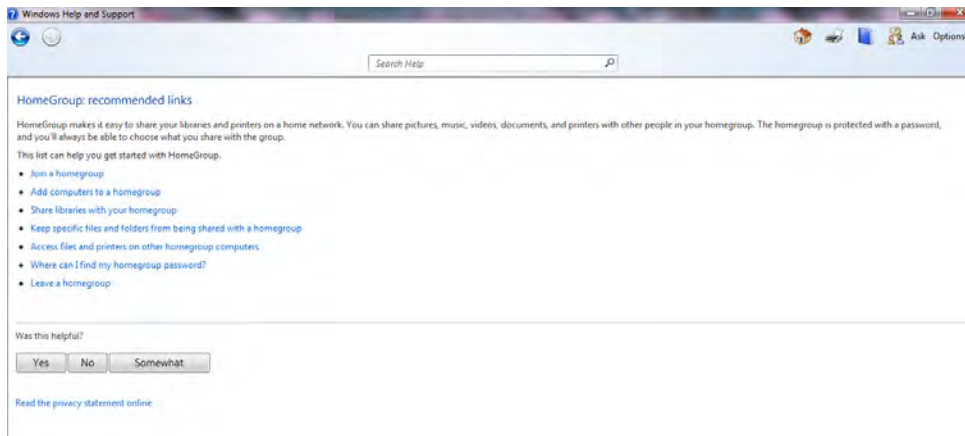 Windows Help and Support
Ask Options
Search Help
HomeGroup: recommended links
HomeGroup makes it easy to share your libraries and printers on a home network. You can share pictures, music, videos, documents, and printers with other people in your homegroup. The homegroup is protected with a password,
and you'll always be able to choose what you share with the group.
This list can help you get started with HomeGroup.
Join a homegroup
Add computers to a homegroup
Share libraries with your homegroup
Keep specific files and folders from being shared with a homegroup
Access files and printers on other homegroup computers
Where can I find my homegroup password?
Leave a homegroup
Was this helpful?
Yes No Somewhat
Read the privacy statement online